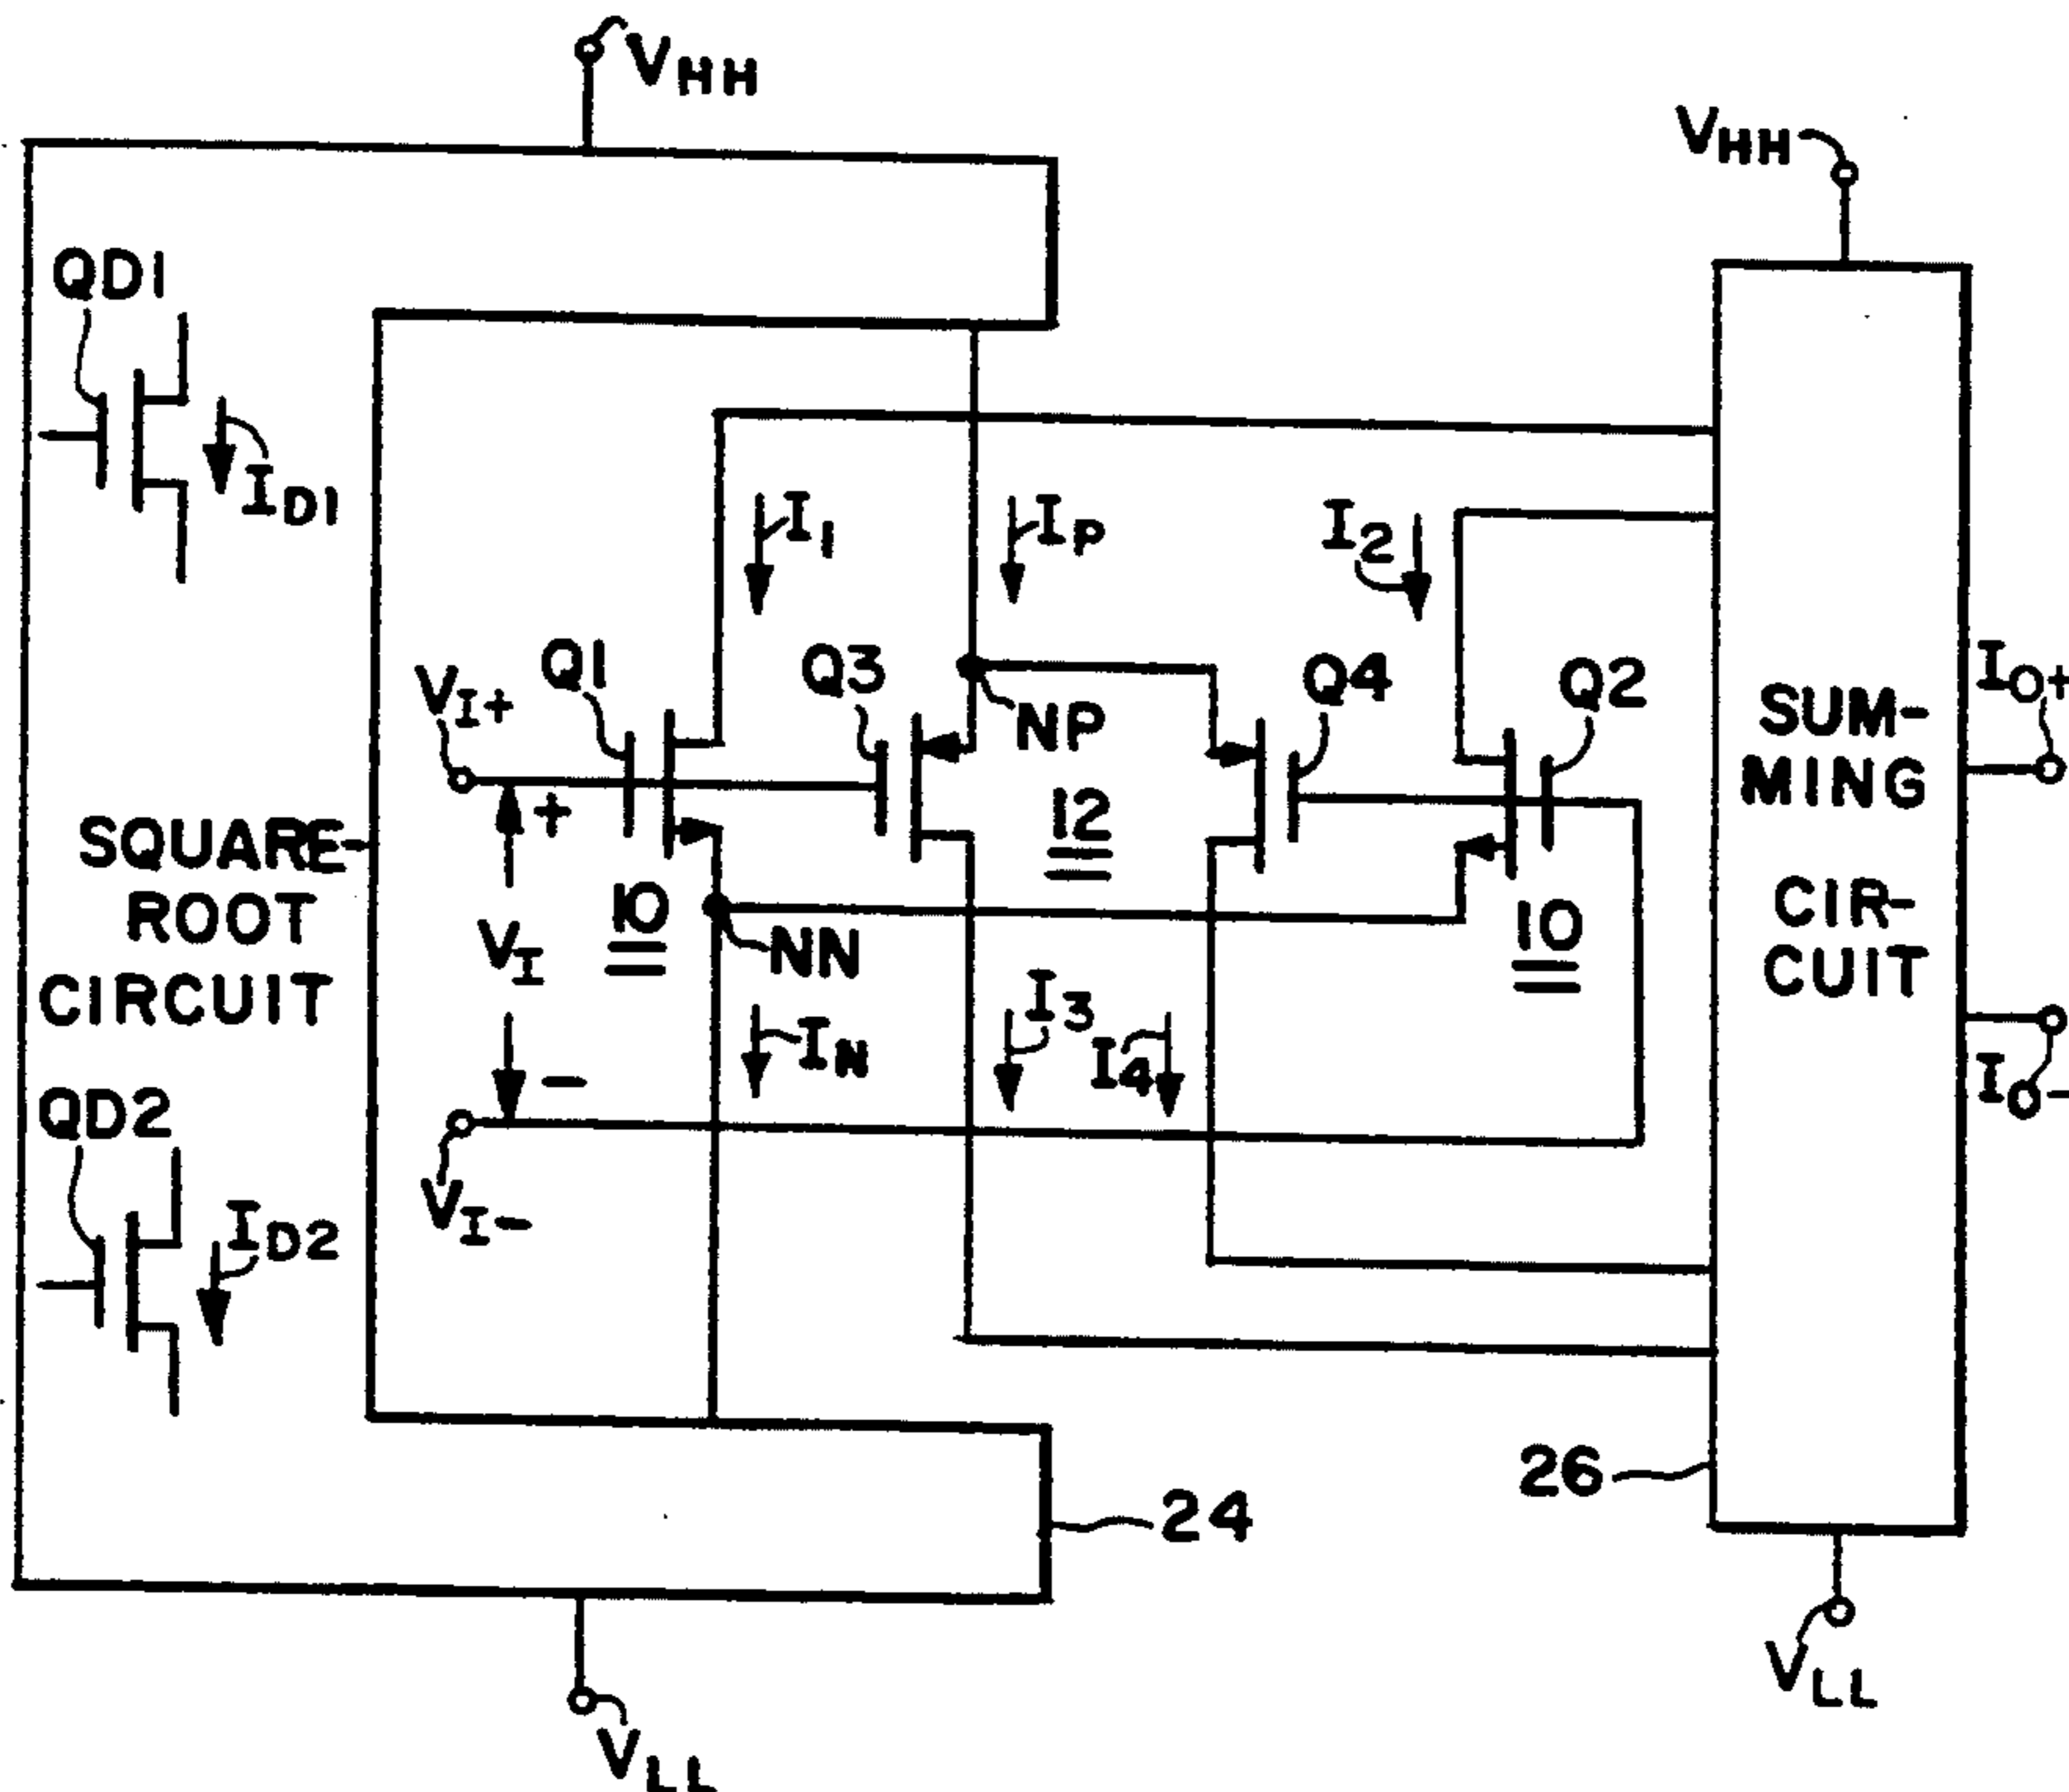 VHH
VHH
QD1
ID1
I1
IP
I2
VI+
Q1
Q3
NP
Q4
Q2
IO+
SUM-
MING
CIR-
CUIT
+
12
SQUARE-
ROOT
CIRCUIT
VI
10
NN
10
IN
I3
I4
IO-
-
QD2
VI-
ID2
26
24
VLL
VLL